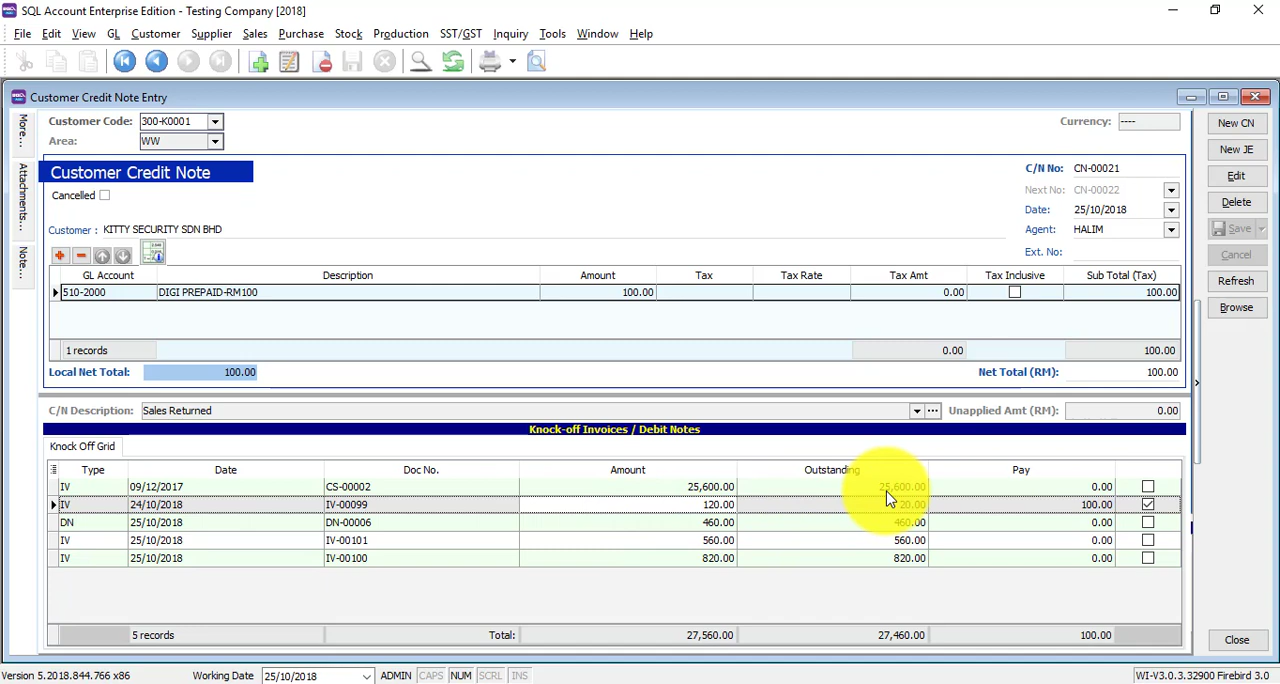 SQL Account Enterprise Edition - Testing Company [2018]
File Edit View GL Customer Supplier Sales Purchase Stock Production SST/GST Inquiry Tools Window Help
Customer Credit Note Entry
More...
Attachments...
Note...
Customer Code: 300-K0001
Currency: ----
Area: WW
Customer Credit Note
Cancelled
C/N No: CN-00021
Next No: CN-00022
Date: 25/10/2018
Agent: HALIM
Ext. No:
Customer : KITTY SECURITY SDN BHD
GL Account Description Amount Tax Tax Rate Tax Amt Tax Inclusive Sub Total (Tax)
510-2000 DIGI PREPAID-RM100 100.00 0.00 100.00
1 records 0.00 100.00
Local Net Total: 100.00 Net Total (RM): 100.00
C/N Description: Sales Returned Unapplied Amt (RM): 0.00
Knock-off Invoices / Debit Notes
Knock Off Grid
Type Date Doc No. Amount Outstanding Pay
IV 09/12/2017 CS-00002 25,600.00 25,600.00 0.00
IV 24/10/2018 IV-00099 120.00 20.00 100.00
DN 25/10/2018 DN-00006 460.00 460.00 0.00
IV 25/10/2018 IV-00101 560.00 560.00 0.00
IV 25/10/2018 IV-00100 820.00 820.00 0.00
5 records Total: 27,560.00 27,460.00 100.00
New CN
New JE
Edit
Delete
Save
Cancel
Refresh
Browse
Close
Version 5.2018.844.766 x86 Working Date 25/10/2018 ADMIN CAPS NUM SCRL INS WI-V3.0.3.32900 Firebird 3.0